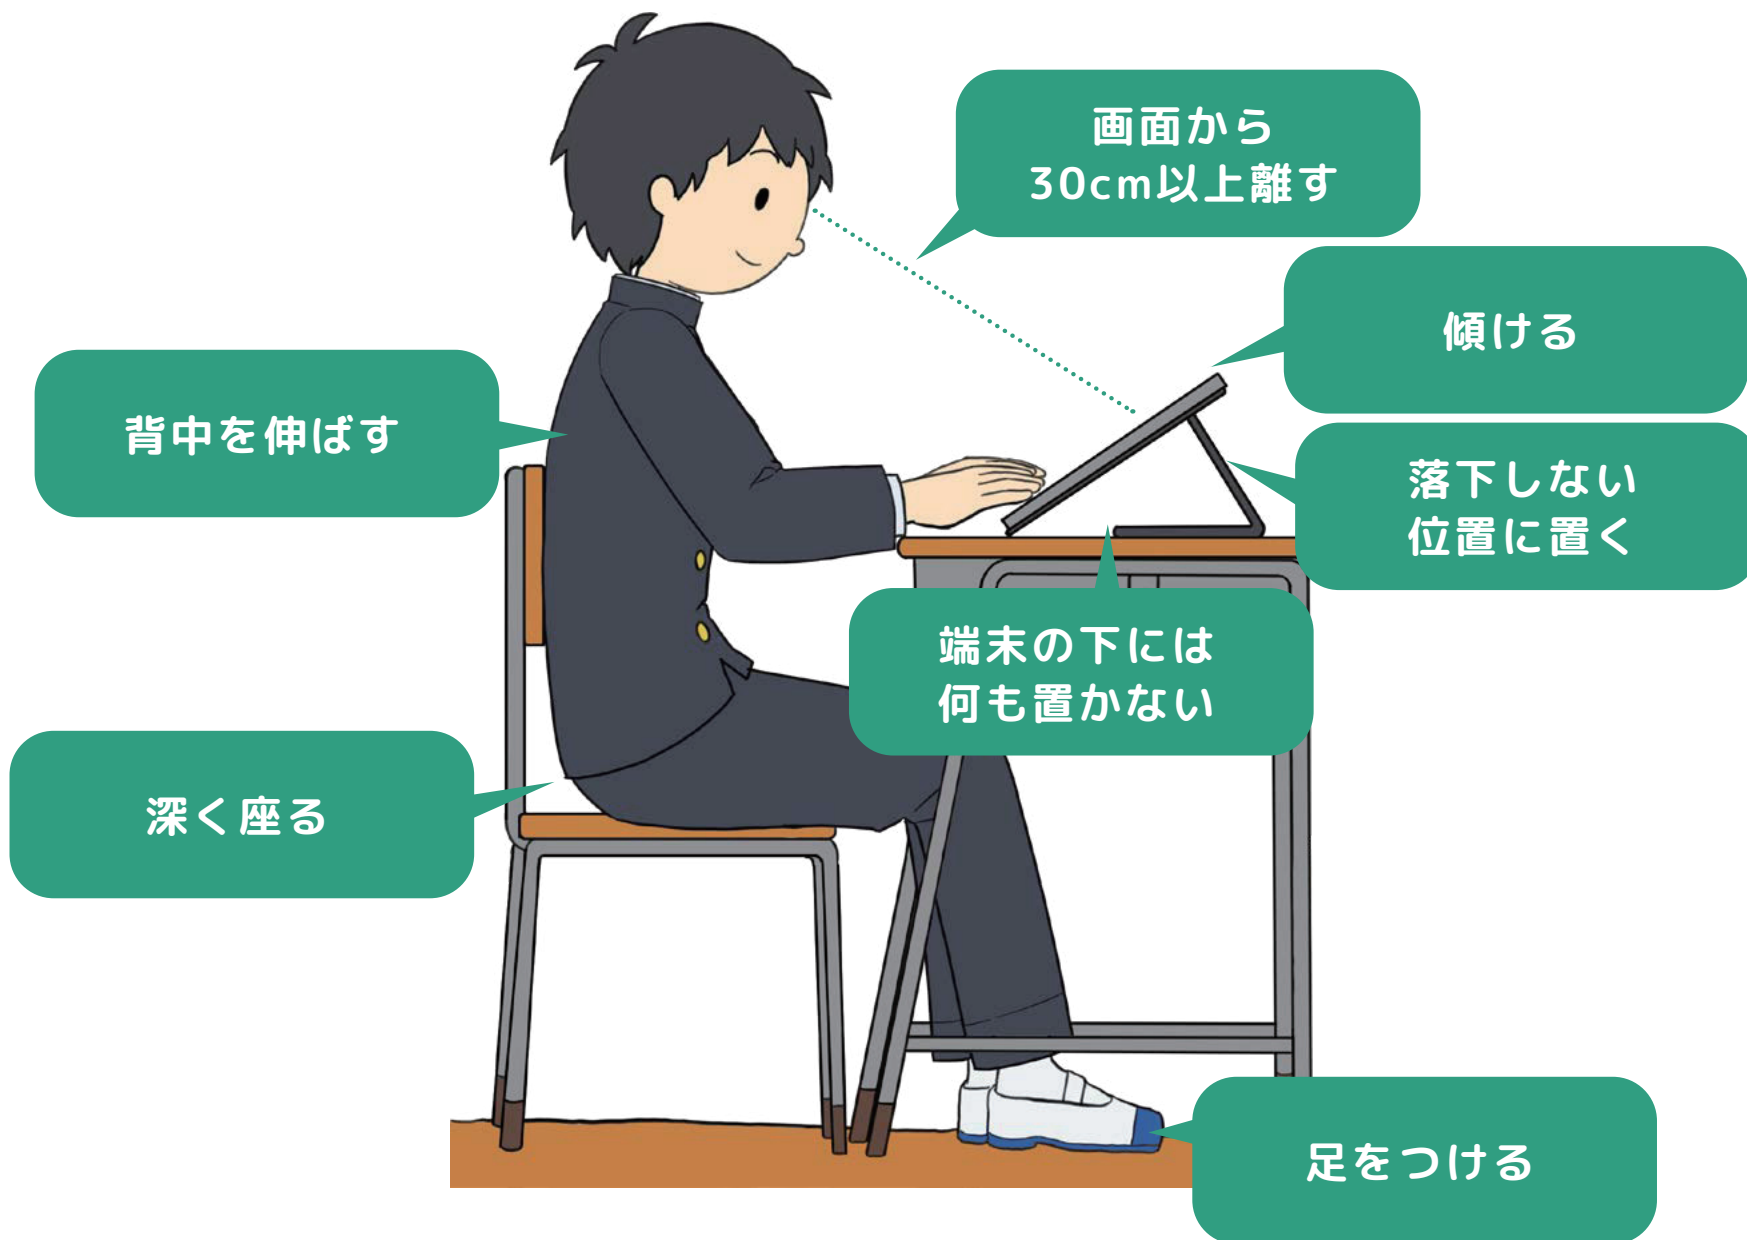 画面から
30cm以上離す
傾ける
背中を伸ばす
落下しない
位置に置く
端末の下には
何も置かない
深く座る
足をつける